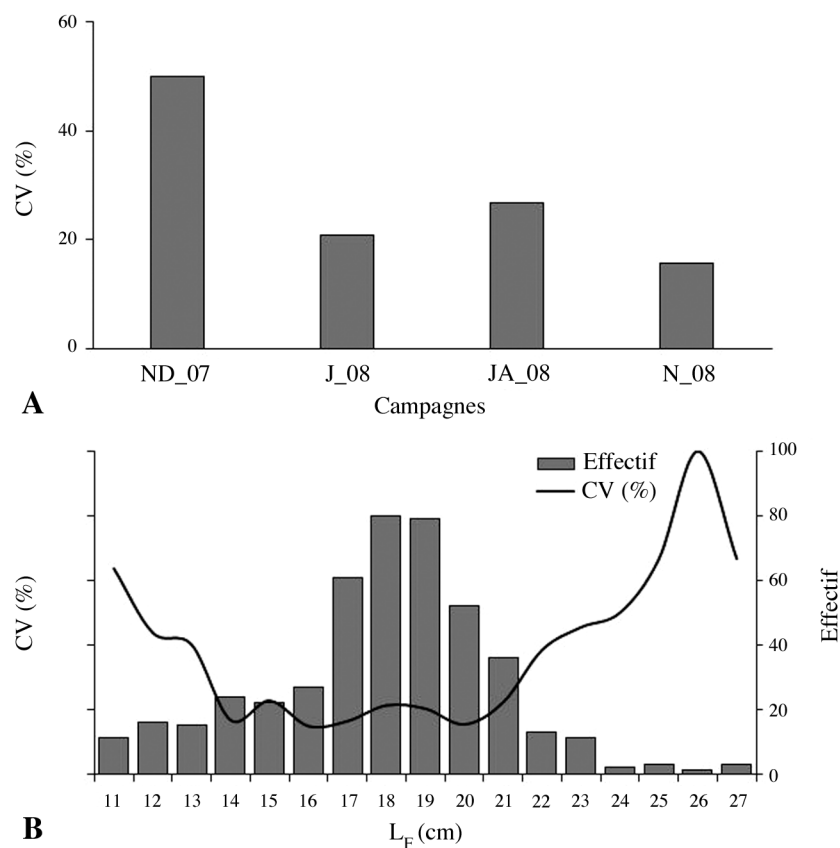 60
40
20
0
CV (%)
ND_07 J_08 JA_08 N_08
A
Campagnes
Effectif
CV (%)
100
80
60
40
20
0
CV (%)
Effectif
11 12 13 14 15 16 17 18 19 20 21 22 23 24 25 26 27
B
L_F (cm)